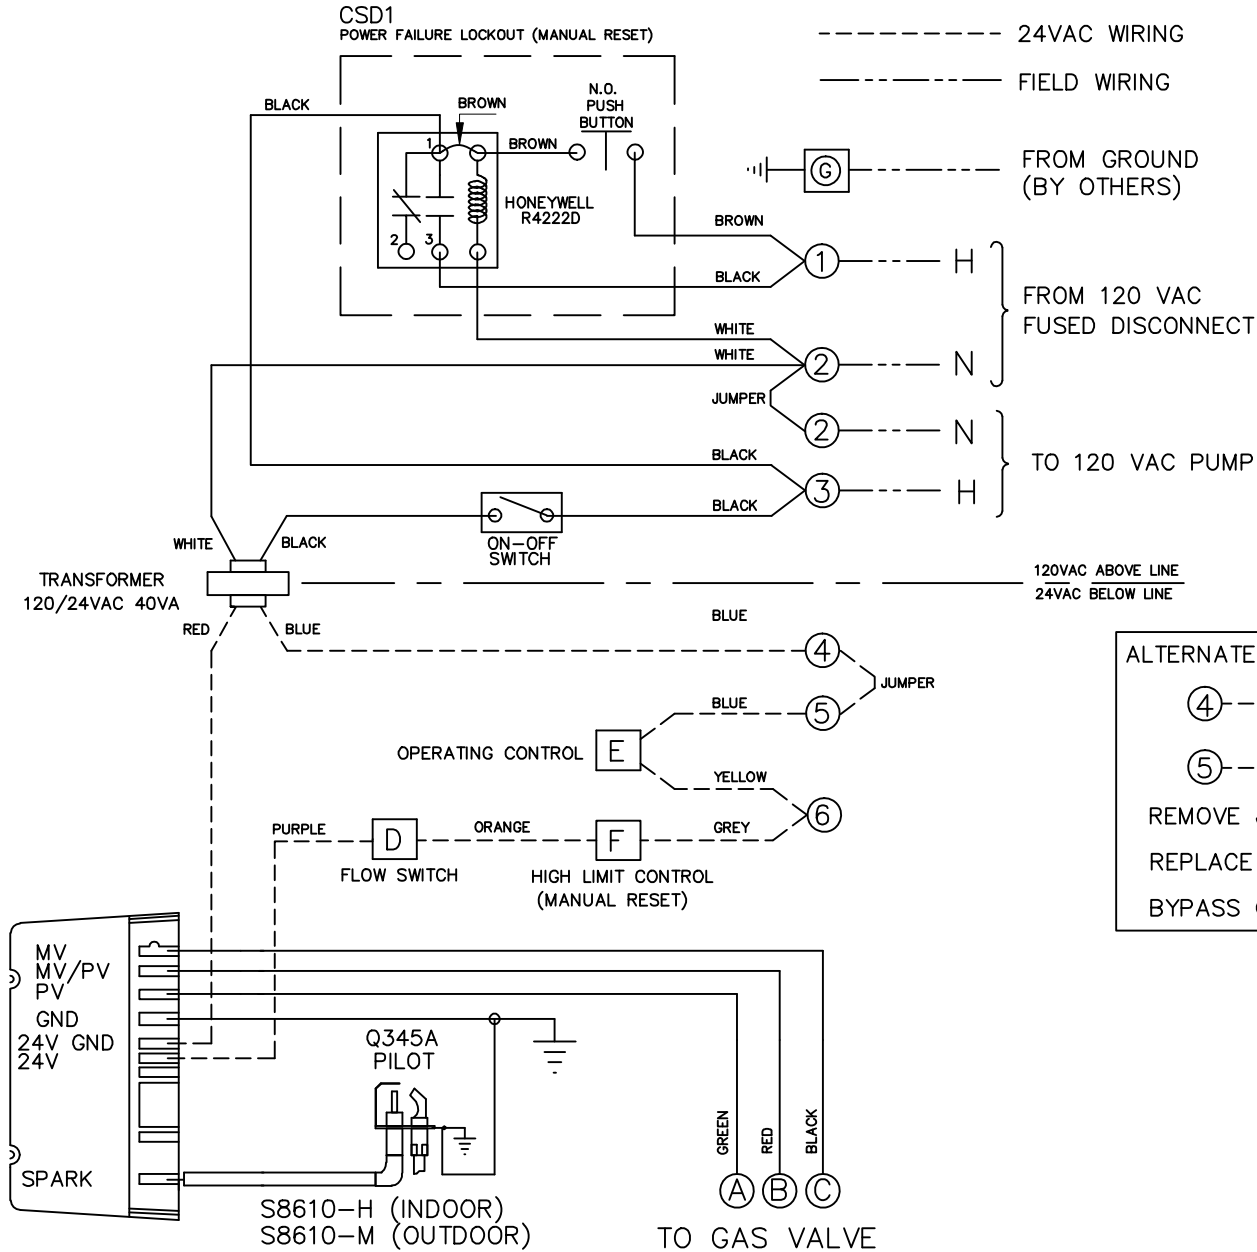 CSD1
POWER FAILURE LOCKOUT (MANUAL RESET)
24VAC WIRING
FIELD WIRING
BLACK
BROWN
N.O.
PUSH
BUTTON
BROWN
1
HONEYWELL
R4222D
2
3
G
FROM GROUND
(BY OTHERS)
BROWN
1
H
BLACK
FROM 120 VAC
FUSED DISCONNECT
WHITE
WHITE
2
N
JUMPER
2
N
BLACK
TO 120 VAC PUMP
3
H
BLACK
ON-OFF
SWITCH
WHITE
BLACK
TRANSFORMER
120/24VAC 40VA
120VAC ABOVE LINE
24VAC BELOW LINE
RED
BLUE
BLUE
4
JUMPER
BLUE
5
OPERATING CONTROL
E
YELLOW
6
PURPLE
D
ORANGE
F
GREY
FLOW SWITCH
HIGH LIMIT CONTROL
(MANUAL RESET)
ALTERNATE
4
5
REMOVE
REPLACE
BYPASS
MV
MV/PV
PV
GND
24V GND
24V
SPARK
Q345A
PILOT
GREEN
RED
BLACK
A
B
C
S8610-H (INDOOR)
S8610-M (OUTDOOR)
TO GAS VALVE